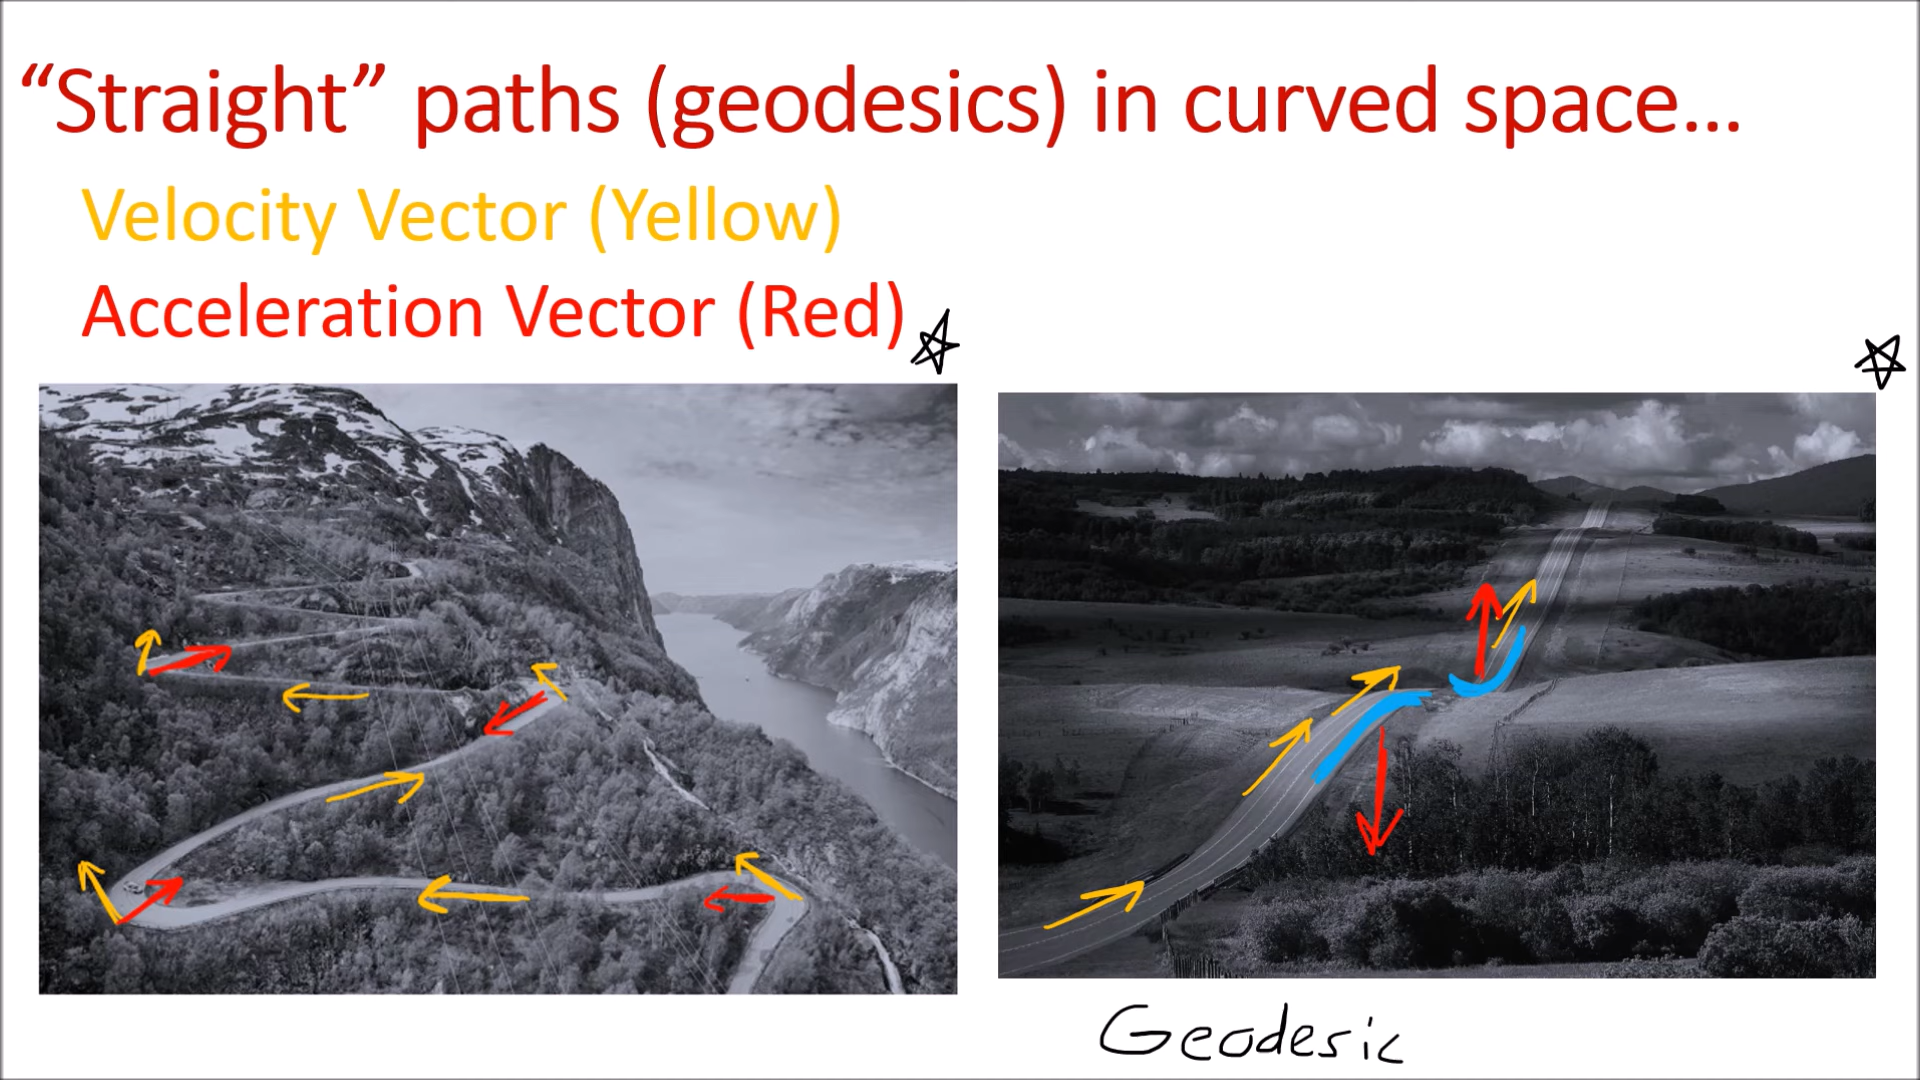 “Straight” paths (geodesics) in curved space...
Velocity Vector (Yellow)
Acceleration Vector (Red)
Geodesic